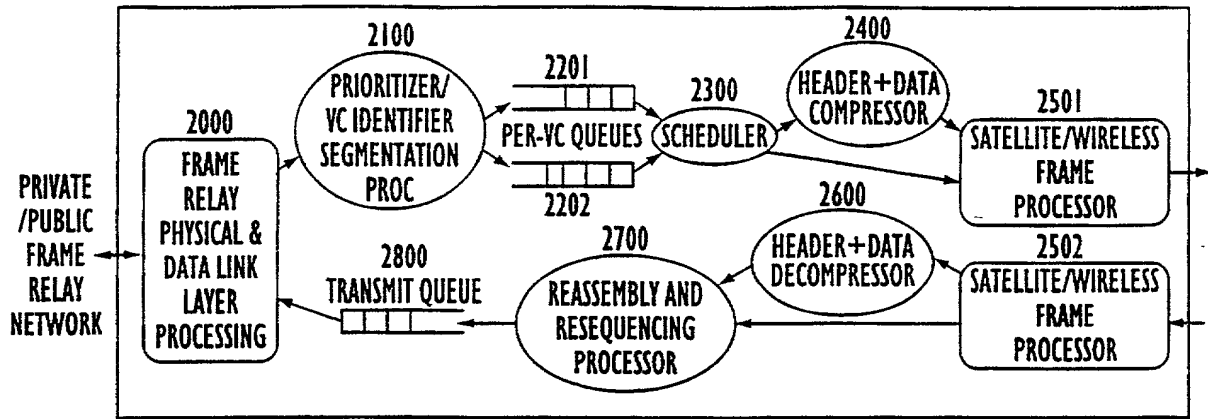 PRIVATE
/PUBLIC
FRAME
RELAY
NETWORK
2000
FRAME
RELAY
PHYSICAL &
DATA LINK
LAYER
PROCESSING
2100
PRIORITIZER/
VC IDENTIFIER
SEGMENTATION
PROC
2201
PER-VC QUEUES
2202
2300
SCHEDULER
2400
HEADER+DATA
COMPRESSOR
2501
SATELLITE/WIRELESS
FRAME
PROCESSOR
2502
SATELLITE/WIRELESS
FRAME
PROCESSOR
2600
HEADER+DATA
DECOMPRESSOR
2700
REASSEMBLY AND
RESEQUENCING
PROCESSOR
2800
TRANSMIT QUEUE